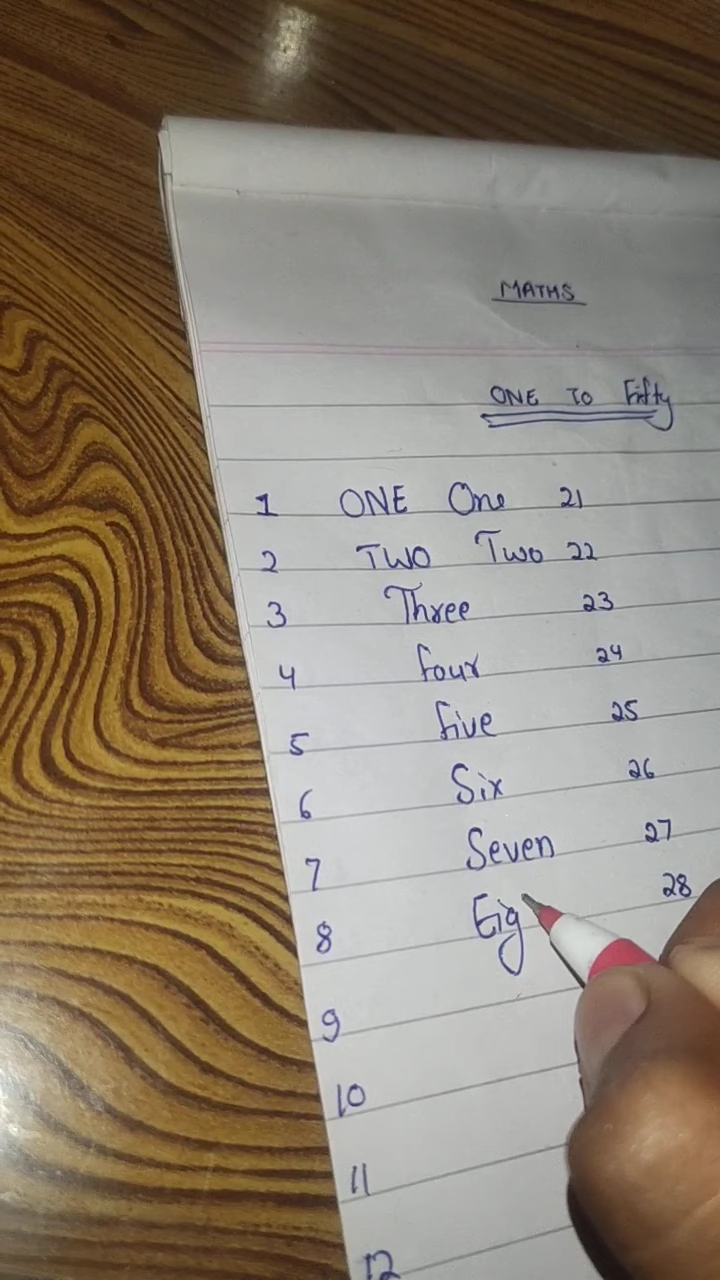 MATHS
ONE TO Fifty
1 ONE One 21
2 TWO Two 22
3 Three 23
4 four 24
5 five 25
6 Six 26
7 Seven 27
8 Eig 28
9
10
11
12